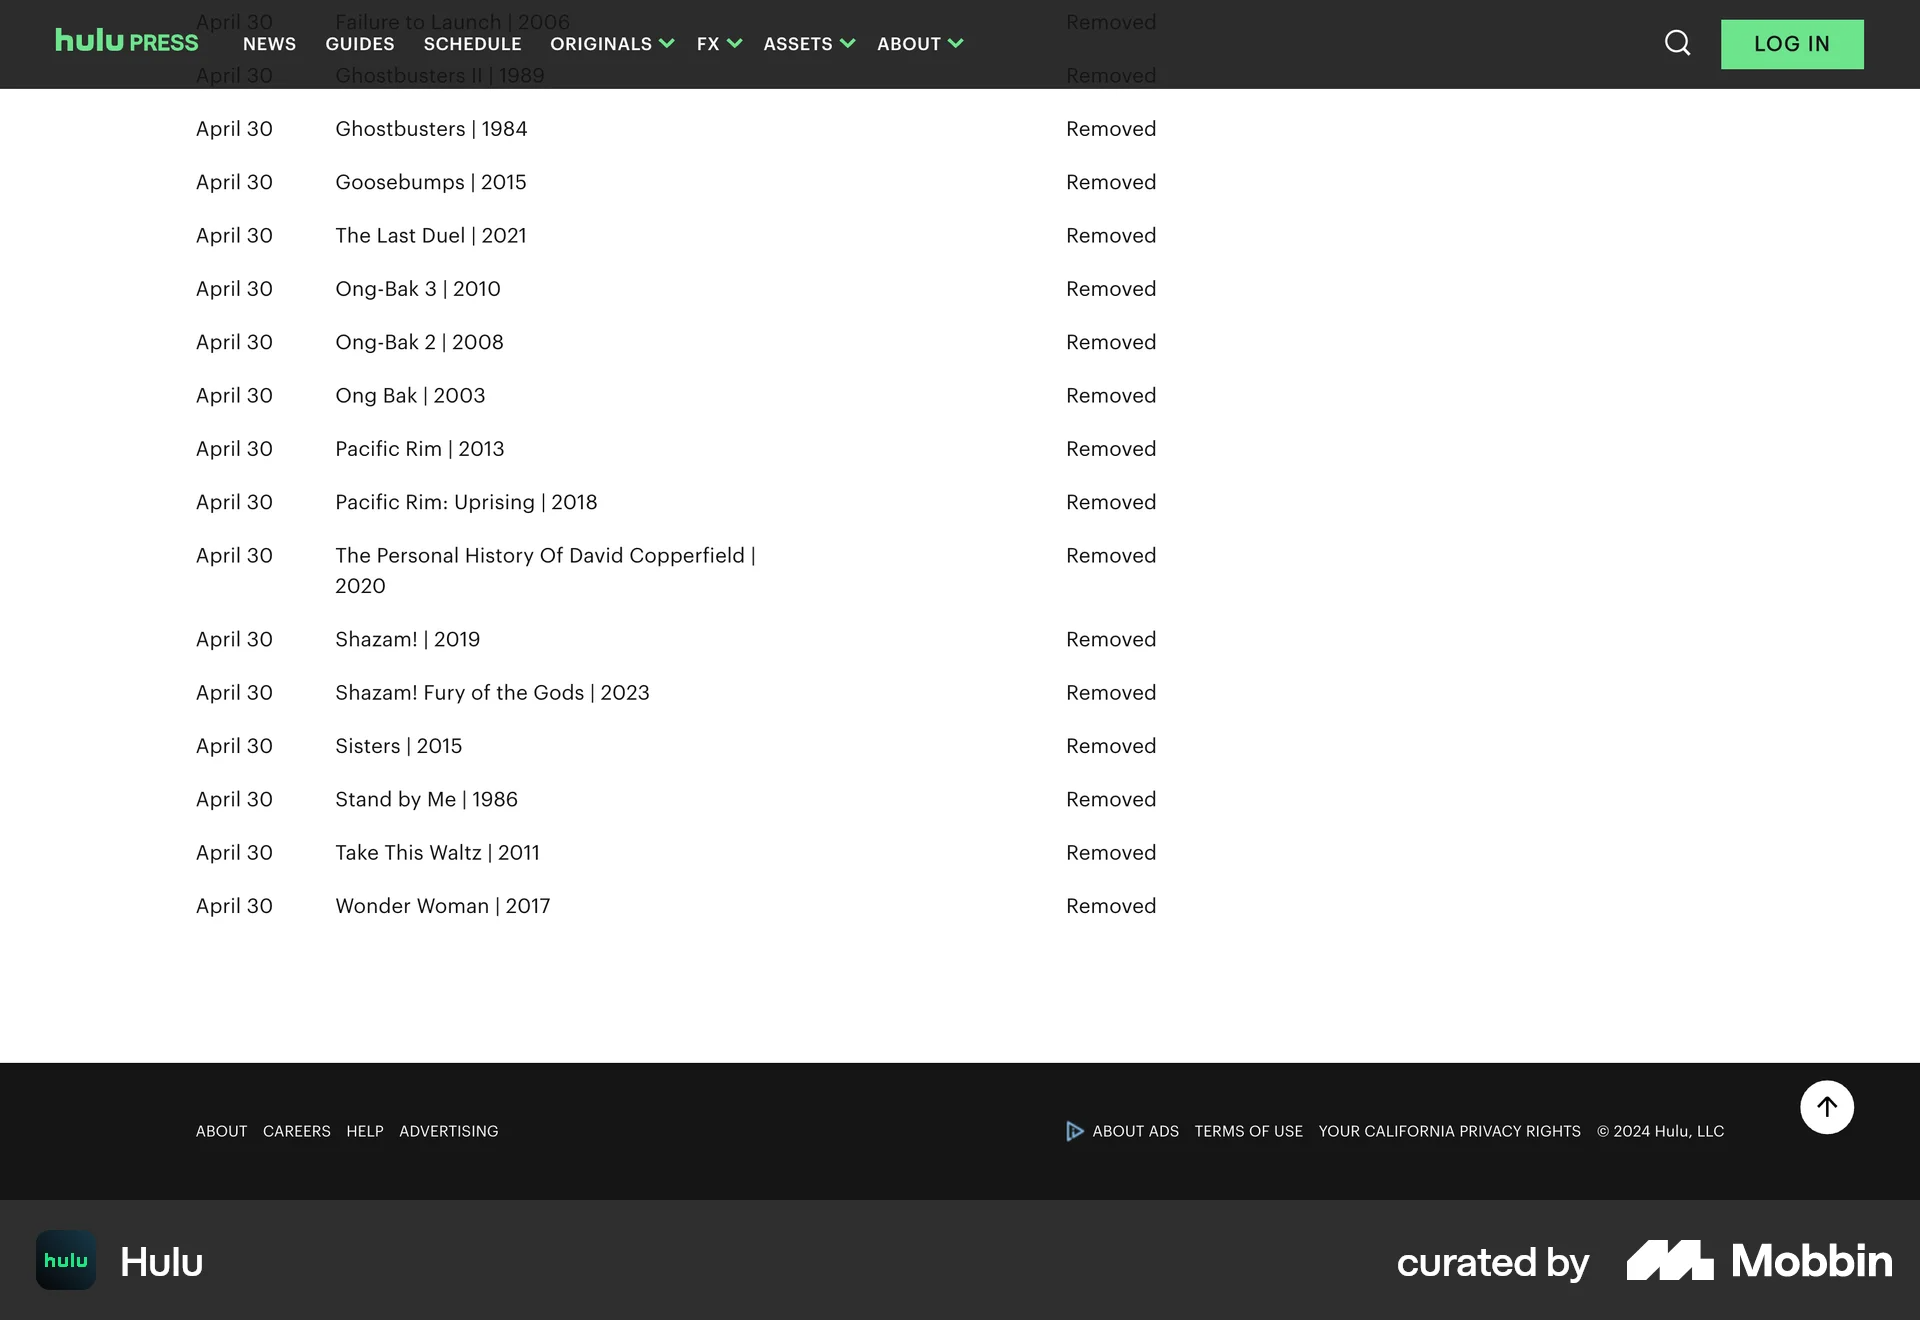 April 30 Failure to Launch | 2006 Removed
hulu PRESS NEWS GUIDES SCHEDULE ORIGINALS FX ASSETS ABOUT LOG IN
April 30 Ghostbusters II | 1989 Removed
April 30 Ghostbusters | 1984 Removed
April 30 Goosebumps | 2015 Removed
April 30 The Last Duel | 2021 Removed
April 30 Ong-Bak 3 | 2010 Removed
April 30 Ong-Bak 2 | 2008 Removed
April 30 Ong Bak | 2003 Removed
April 30 Pacific Rim | 2013 Removed
April 30 Pacific Rim: Uprising | 2018 Removed
April 30 The Personal History Of David Copperfield | Removed
2020
April 30 Shazam! | 2019 Removed
April 30 Shazam! Fury of the Gods | 2023 Removed
April 30 Sisters | 2015 Removed
April 30 Stand by Me | 1986 Removed
April 30 Take This Waltz | 2011 Removed
April 30 Wonder Woman | 2017 Removed
ABOUT CAREERS HELP ADVERTISING ABOUT ADS TERMS OF USE YOUR CALIFORNIA PRIVACY RIGHTS © 2024 Hulu, LLC
hulu Hulu curated by Mobbin